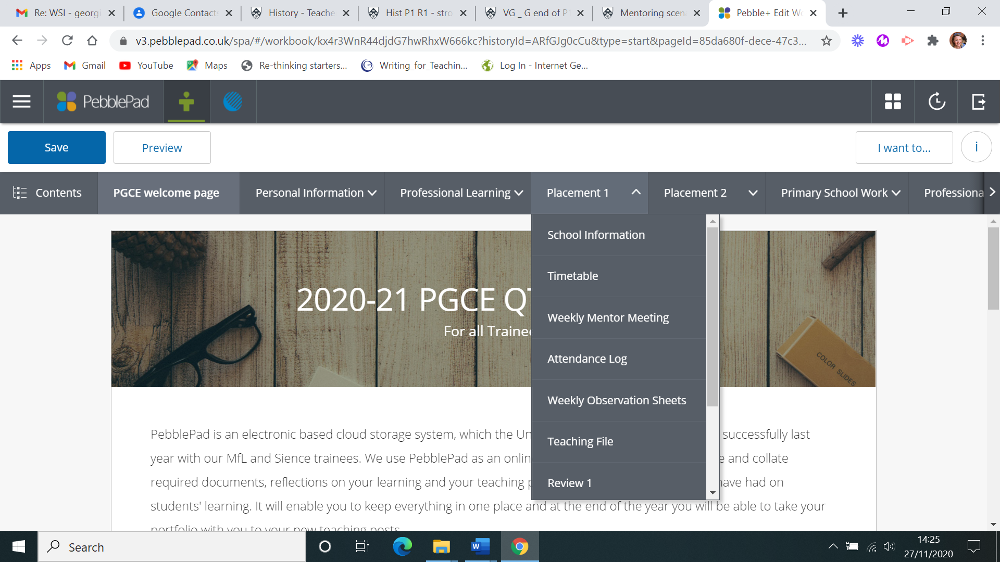 Re: WSI - georgi
Google Contacts
History - Teache
Hist P1 R1 - stro
VG _ G end of P1
Mentoring scen
Pebble+ Edit Wo
v3.pebblepad.co.uk/spa/#/workbook/kx4r3WnR44djdG7hwRhxW666kc?historyId=ARfGJg0cCu&type=start&pageId=85da680f-dece-47c3...
Apps
Gmail
YouTube
Maps
Re-thinking starters...
Writing_for_Teachin...
Log In - Internet Ge...
PebblePad
Save
Preview
I want to...
i
Contents
PGCE welcome page
Personal Information
Professional Learning
Placement 1
Placement 2
Primary School Work
Professiona
School Information
Timetable
Weekly Mentor Meeting
Attendance Log
Weekly Observation Sheets
Teaching File
Review 1
2020-21 PGCE QT
For all Trainee
COLOR SLIDES
PebblePad is an electronic based cloud storage system, which the Un successfully last
year with our MfL and Sience trainees. We use PebblePad as an onlin e and collate
required documents, reflections on your learning and your teaching p have had on
students' learning. It will enable you to keep everything in one place and at the end of the year you will be able to take your
portfolio with you to your new teaching posts.
Search
14:25
27/11/2020